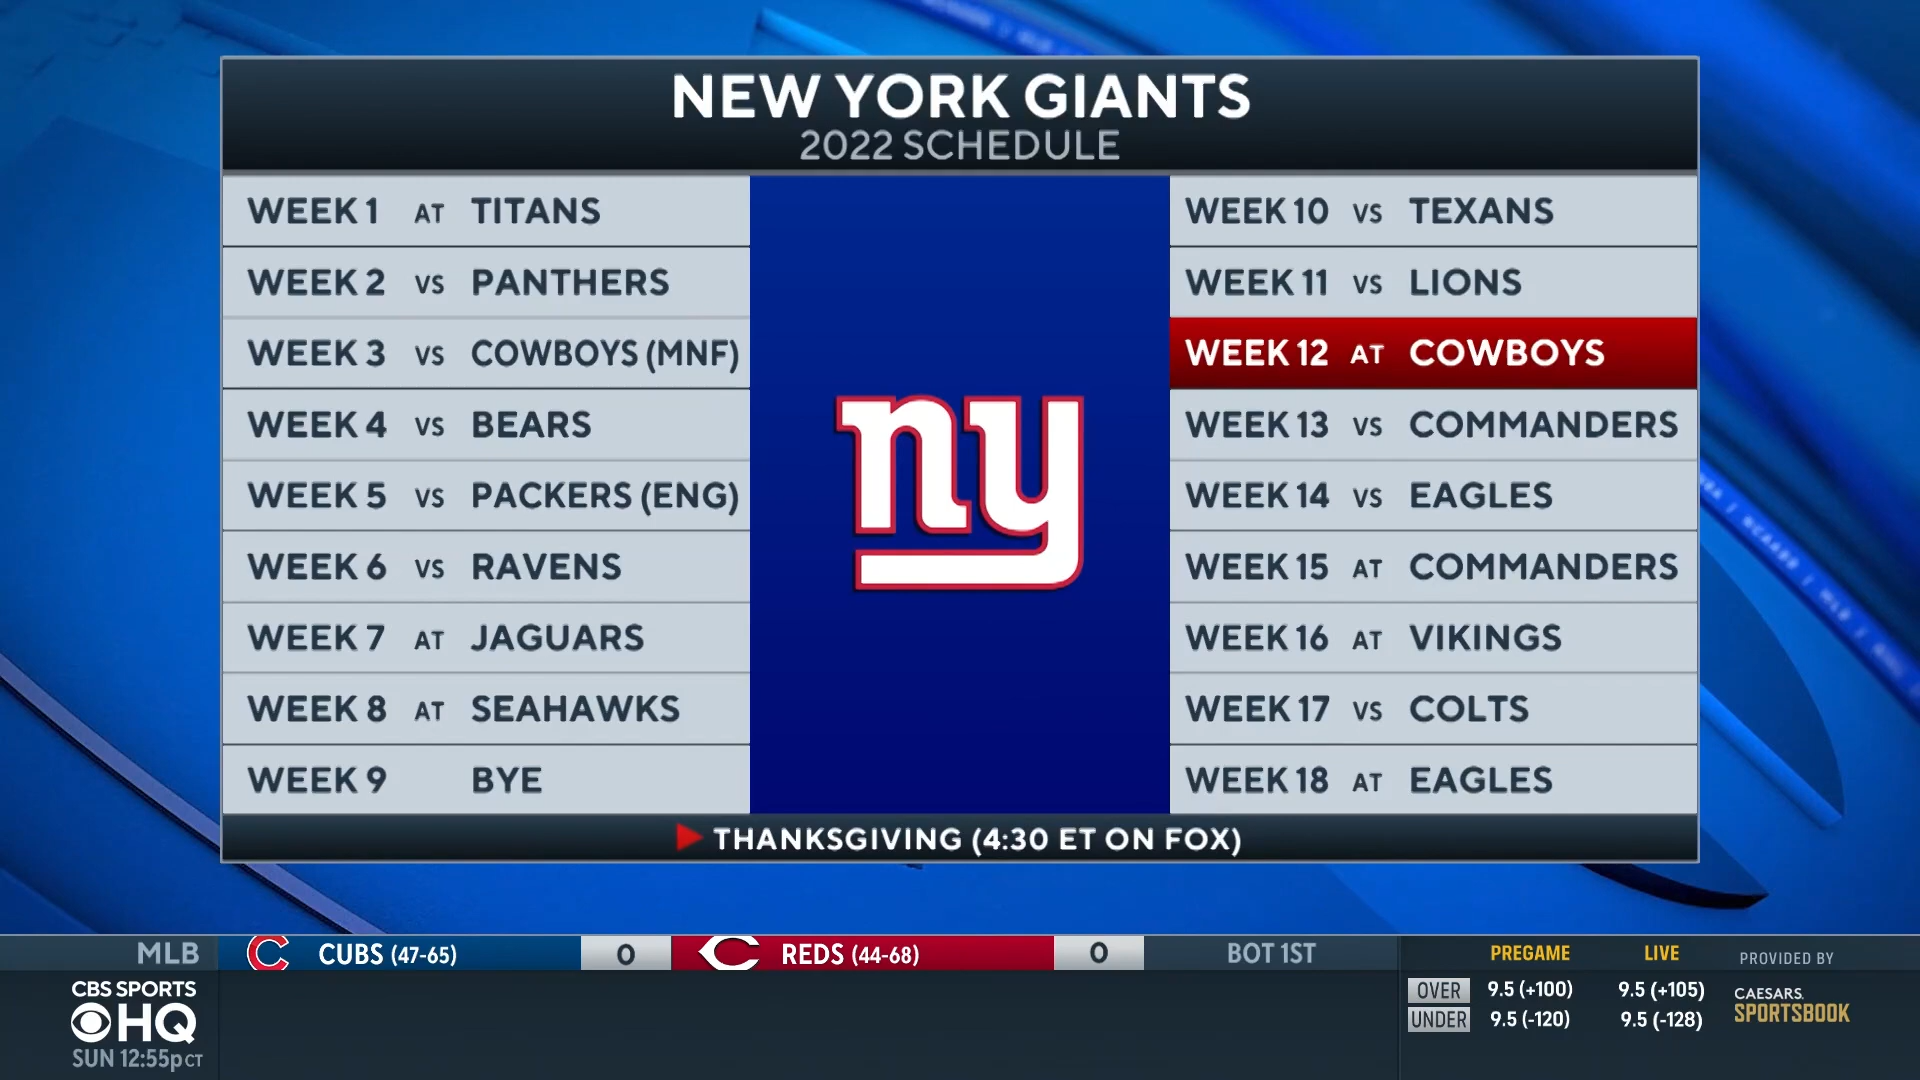 NEW YORK GIANTS
2022 SCHEDULE
WEEK 1 AT TITANS
WEEK 2 VS PANTHERS
WEEK 3 VS COWBOYS (MNF)
WEEK 4 VS BEARS
WEEK 5 VS PACKERS (ENG)
WEEK 6 VS RAVENS
WEEK 7 AT JAGUARS
WEEK 8 AT SEAHAWKS
WEEK 9 BYE
ny
WEEK 10 VS TEXANS
WEEK 11 VS LIONS
WEEK 12 AT COWBOYS
WEEK 13 VS COMMANDERS
WEEK 14 VS EAGLES
WEEK 15 AT COMMANDERS
WEEK 16 AT VIKINGS
WEEK 17 VS COLTS
WEEK 18 AT EAGLES
THANKSGIVING (4:30 ET ON FOX)
MLB C CUBS (47-65) 0 C REDS (44-68) 0 BOT 1ST
CBS SPORTS
HQ
SUN 12:55pCT
PREGAME LIVE
OVER 9.5 (+100) 9.5 (+105)
UNDER 9.5 (-120) 9.5 (-128)
PROVIDED BY
CAESARS
SPORTSBOOK